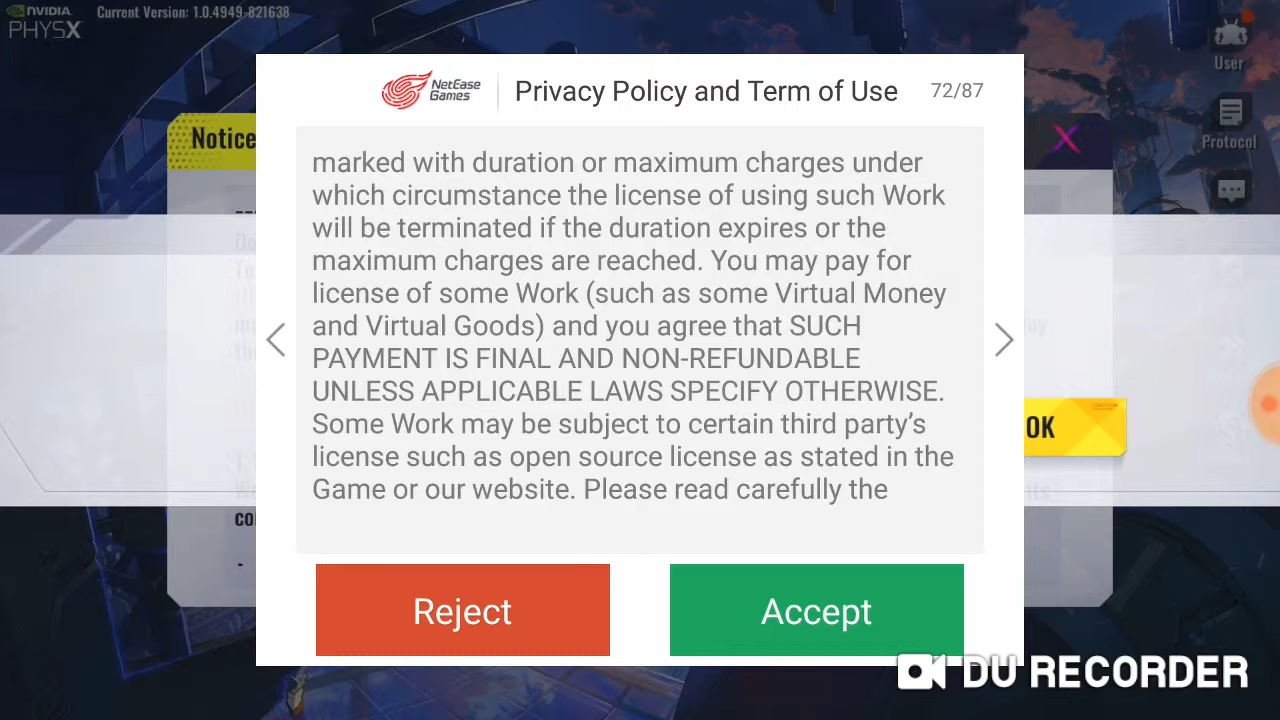 NVIDIA.
PHYSX
Current Version: 1.0.4949-821638
User
Protocol
Notice
X
NetEase
Games
Privacy Policy and Term of Use
72/87
marked with duration or maximum charges under
which circumstance the license of using such Work
will be terminated if the duration expires or the
maximum charges are reached. You may pay for
license of some Work (such as some Virtual Money
and Virtual Goods) and you agree that SUCH
PAYMENT IS FINAL AND NON-REFUNDABLE
UNLESS APPLICABLE LAWS SPECIFY OTHERWISE.
Some Work may be subject to certain third party’s
license such as open source license as stated in the
Game or our website. Please read carefully the
OK
Reject
Accept
DU RECORDER